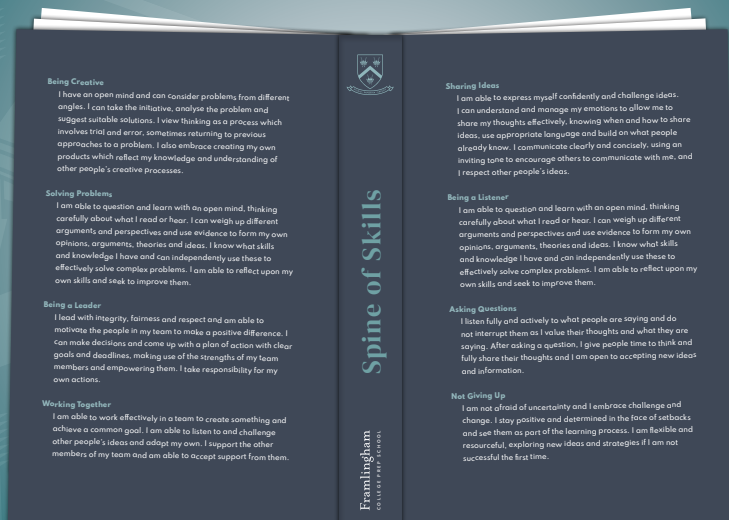 Being Creative
I have an open mind and can consider problems from different
angles. I can take the initiative, analyse the problem and
suggest suitable solutions. I view thinking as a process which
involves trial and error, sometimes returning to previous
approaches to a problem. I also embrace creating my own
products which reflect my knowledge and understanding of
other people's creative processes.
Solving Problems
I am able to question and learn with an open mind, thinking
carefully about what I read or hear. I can weigh up different
arguments and perspectives and use evidence to form my own
opinions, arguments, theories and ideas. I know what skills
and knowledge I have and can independently use these to
effectively solve complex problems. I am able to reflect upon my
own skills and seek to improve them.
Being a Leader
I lead with integrity, fairness and respect and am able to
motivate the people in my team to make a positive difference. I
can make decisions and come up with a plan of action with clear
goals and deadlines, making use of the strengths of my team
members and empowering them. I take responsibility for my
own actions.
Working Together
I am able to work effectively in a team to create something and
achieve a common goal. I am able to listen to and challenge
other people's ideas and adapt my own. I support the other
members of my team and am able to accept support from them.
Spine of Skills
Framlingham
COLLEGE PREP SCHOOL
Sharing Ideas
I am able to express myself confidently and challenge ideas.
I can understand and manage my emotions to allow me to
share my thoughts effectively, knowing when and how to share
ideas, use appropriate language and build on what people
already know. I communicate clearly and concisely, using an
inviting tone to encourage others to communicate with me, and
I respect other people's ideas.
Being a Listener
I am able to question and learn with an open mind, thinking
carefully about what I read or hear. I can weigh up different
arguments and perspectives and use evidence to form my own
opinions, arguments, theories and ideas. I know what skills
and knowledge I have and can independently use these to
effectively solve complex problems. I am able to reflect upon my
own skills and seek to improve them.
Asking Questions
I listen fully and actively to what people are saying and do
not interrupt them as I value their thoughts and what they are
saying. After asking a question, I give people time to think and
fully share their thoughts and I am open to accepting new ideas
and information.
Not Giving Up
I am not afraid of uncertainty and I embrace challenge and
change. I stay positive and determined in the face of setbacks
and see them as part of the learning process. I am flexible and
resourceful, exploring new ideas and strategies if I am not
successful the first time.